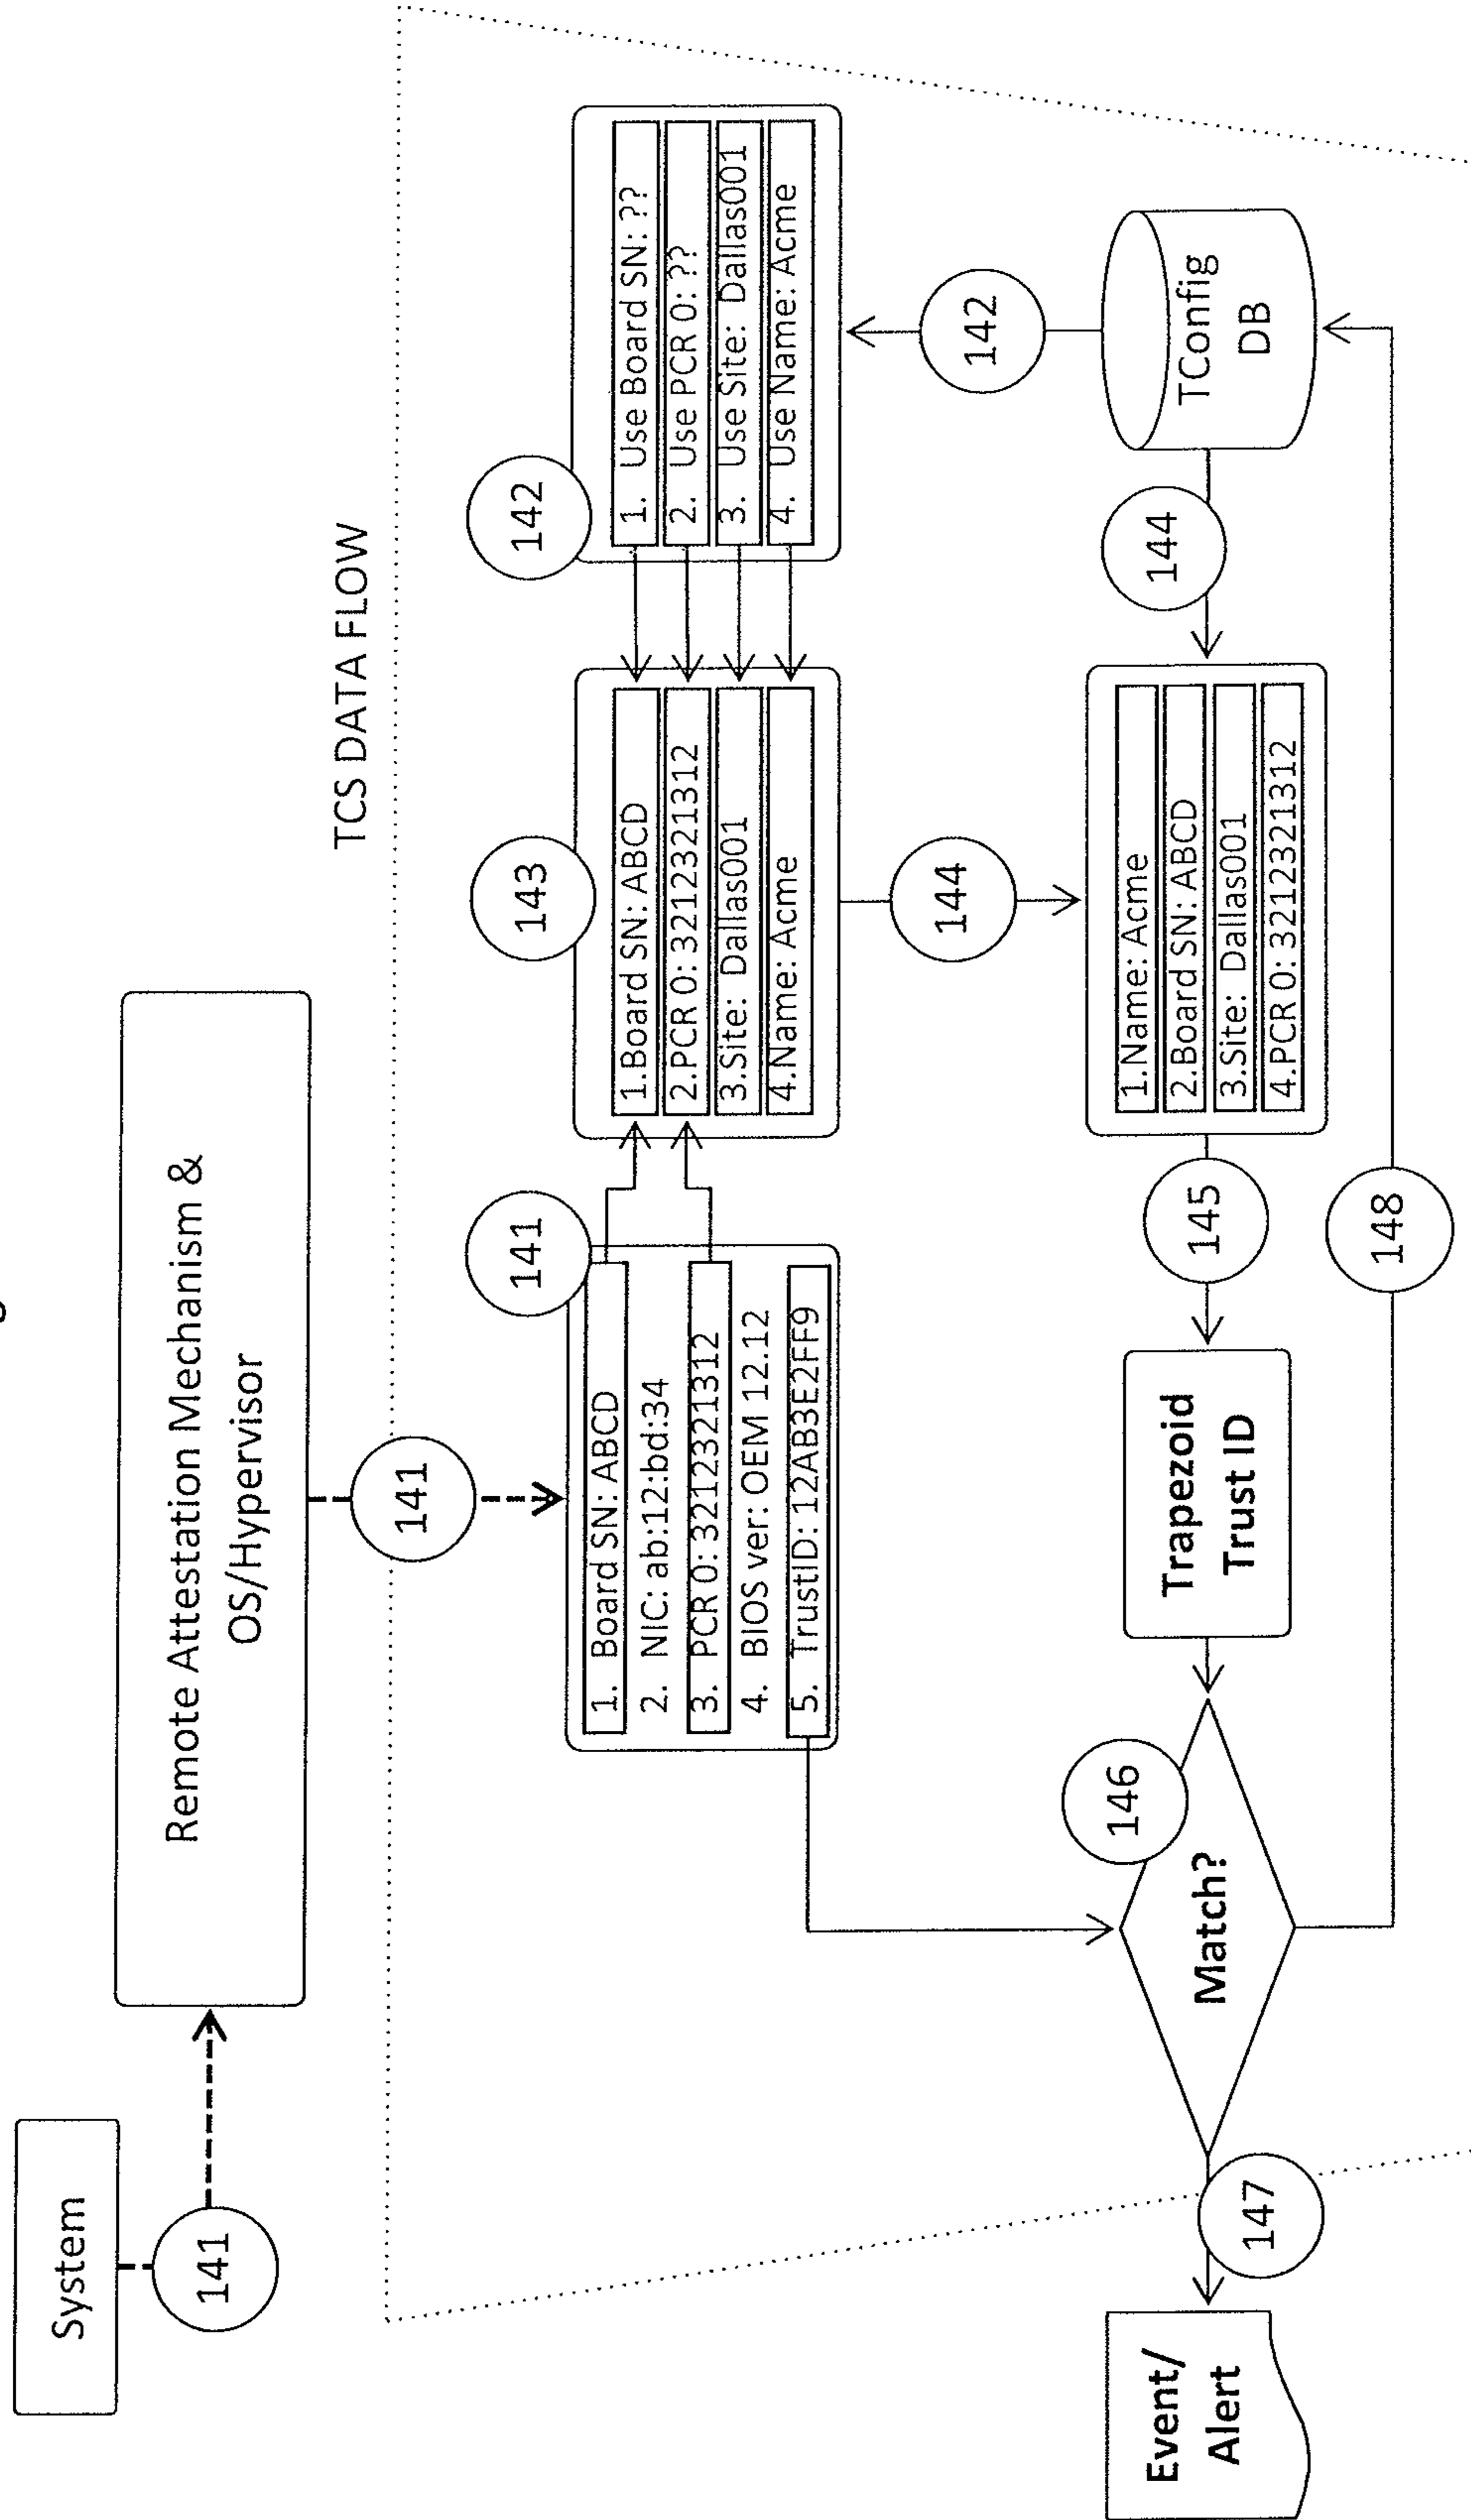 System
141
Remote Attestation Mechanism &
OS/Hypervisor
141
TCS DATA FLOW
141
1. Board SN: ABCD
2. NIC: ab:12:bd:34
3. PCR 0: 3212321312
4. BIOS ver: OEM 12.12
5. TrustID: 12AB3E2FF9
143
1.Board SN: ABCD
2.PCR 0: 3212321312
3.Site: Dallas001
4.Name: Acme
142
1. Use Board SN: ??
2. Use PCR 0: ??
3. Use Site: Dallas001
4. Use Name: Acme
144
142
Event/
Alert
147
Match?
146
Trapezoid
Trust ID
145
1.Name: Acme
2.Board SN: ABCD
3.Site: Dallas001
4.PCR 0: 3212321312
144
TConfig
DB
148